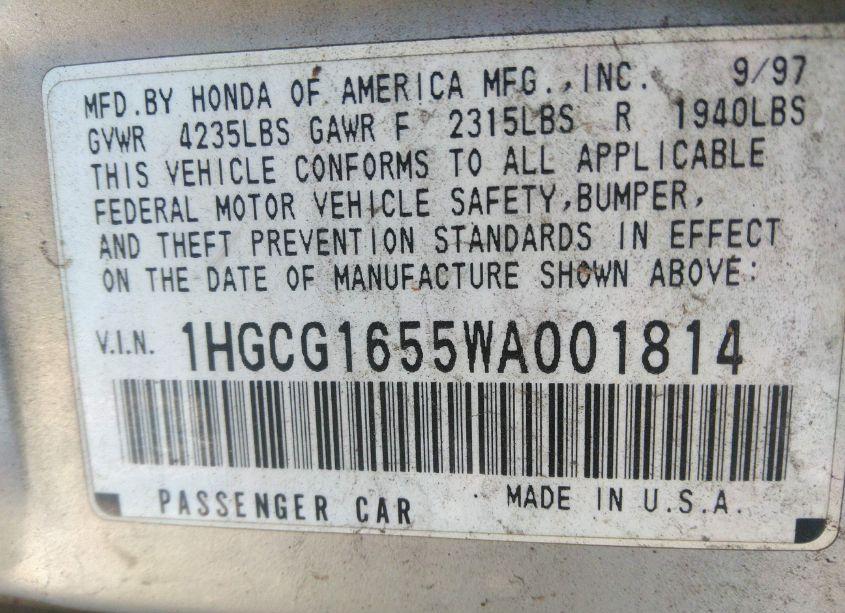 MFD.BY HONDA OF AMERICA MFG.,INC. 9/97
GVWR 4235LBS GAWR F 2315LBS R 1940LBS
THIS VEHICLE CONFORMS TO ALL APPLICABLE
FEDERAL MOTOR VEHICLE SAFETY,BUMPER,
AND THEFT PREVENTION STANDARDS IN EFFECT
ON THE DATE OF MANUFACTURE SHOWN ABOVE:
V.I.N. 1HGCG1655WA001814
PASSENGER CAR MADE IN U.S.A.